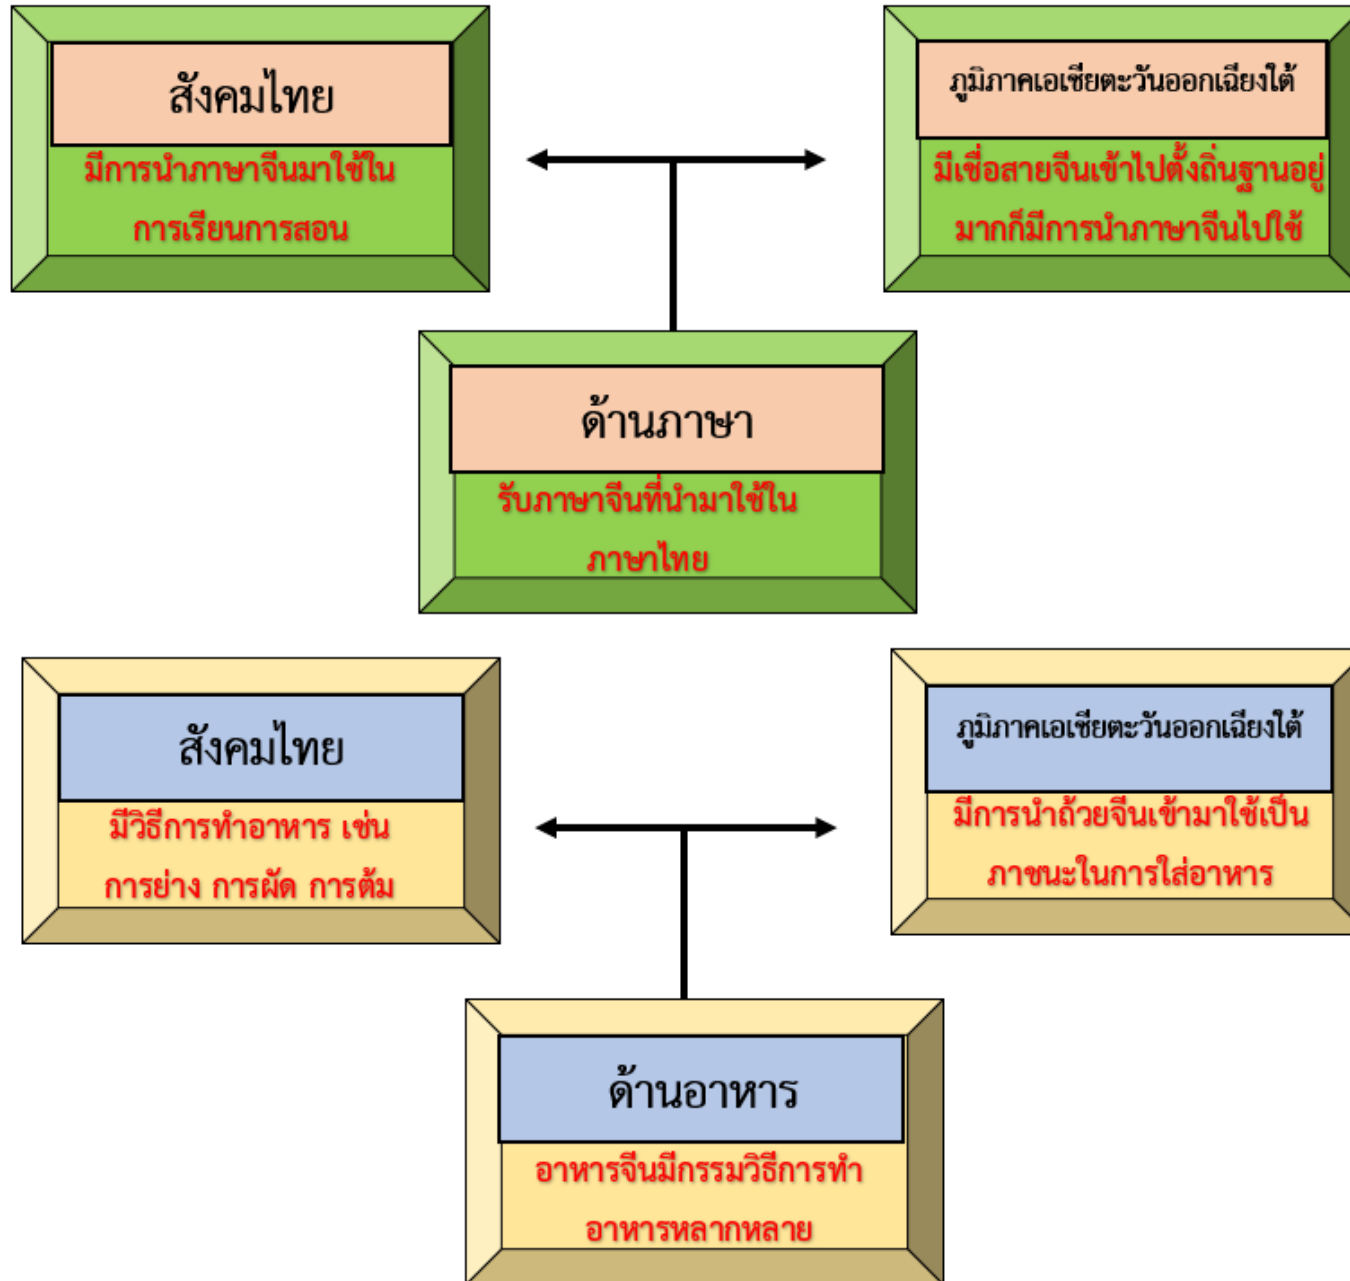 สังคมไทย
มีการนำภาษาจีนมาใช้ใน
การเรียนการสอน
ภูมิภาคเอเชียตะวันออกเฉียงใต้
มีเชื่อสายจีนเข้าไปตั้งถิ่นฐานอยู่
มากก็มีการนำภาษาจีนไปใช้
ด้านภาษา
รับภาษาจีนที่นำมาใช้ใน
ภาษาไทย
สังคมไทย
มีวิธีการทำอาหาร เช่น
การย่าง การผัด การต้ม
ภูมิภาคเอเชียตะวันออกเฉียงใต้
มีการนำถ้วยจีนเข้ามาใช้เป็น
ภาชนะในการใส่อาหาร
ด้านอาหาร
อาหารจีนมีกรรมวิธีการทำ
อาหารหลากหลาย